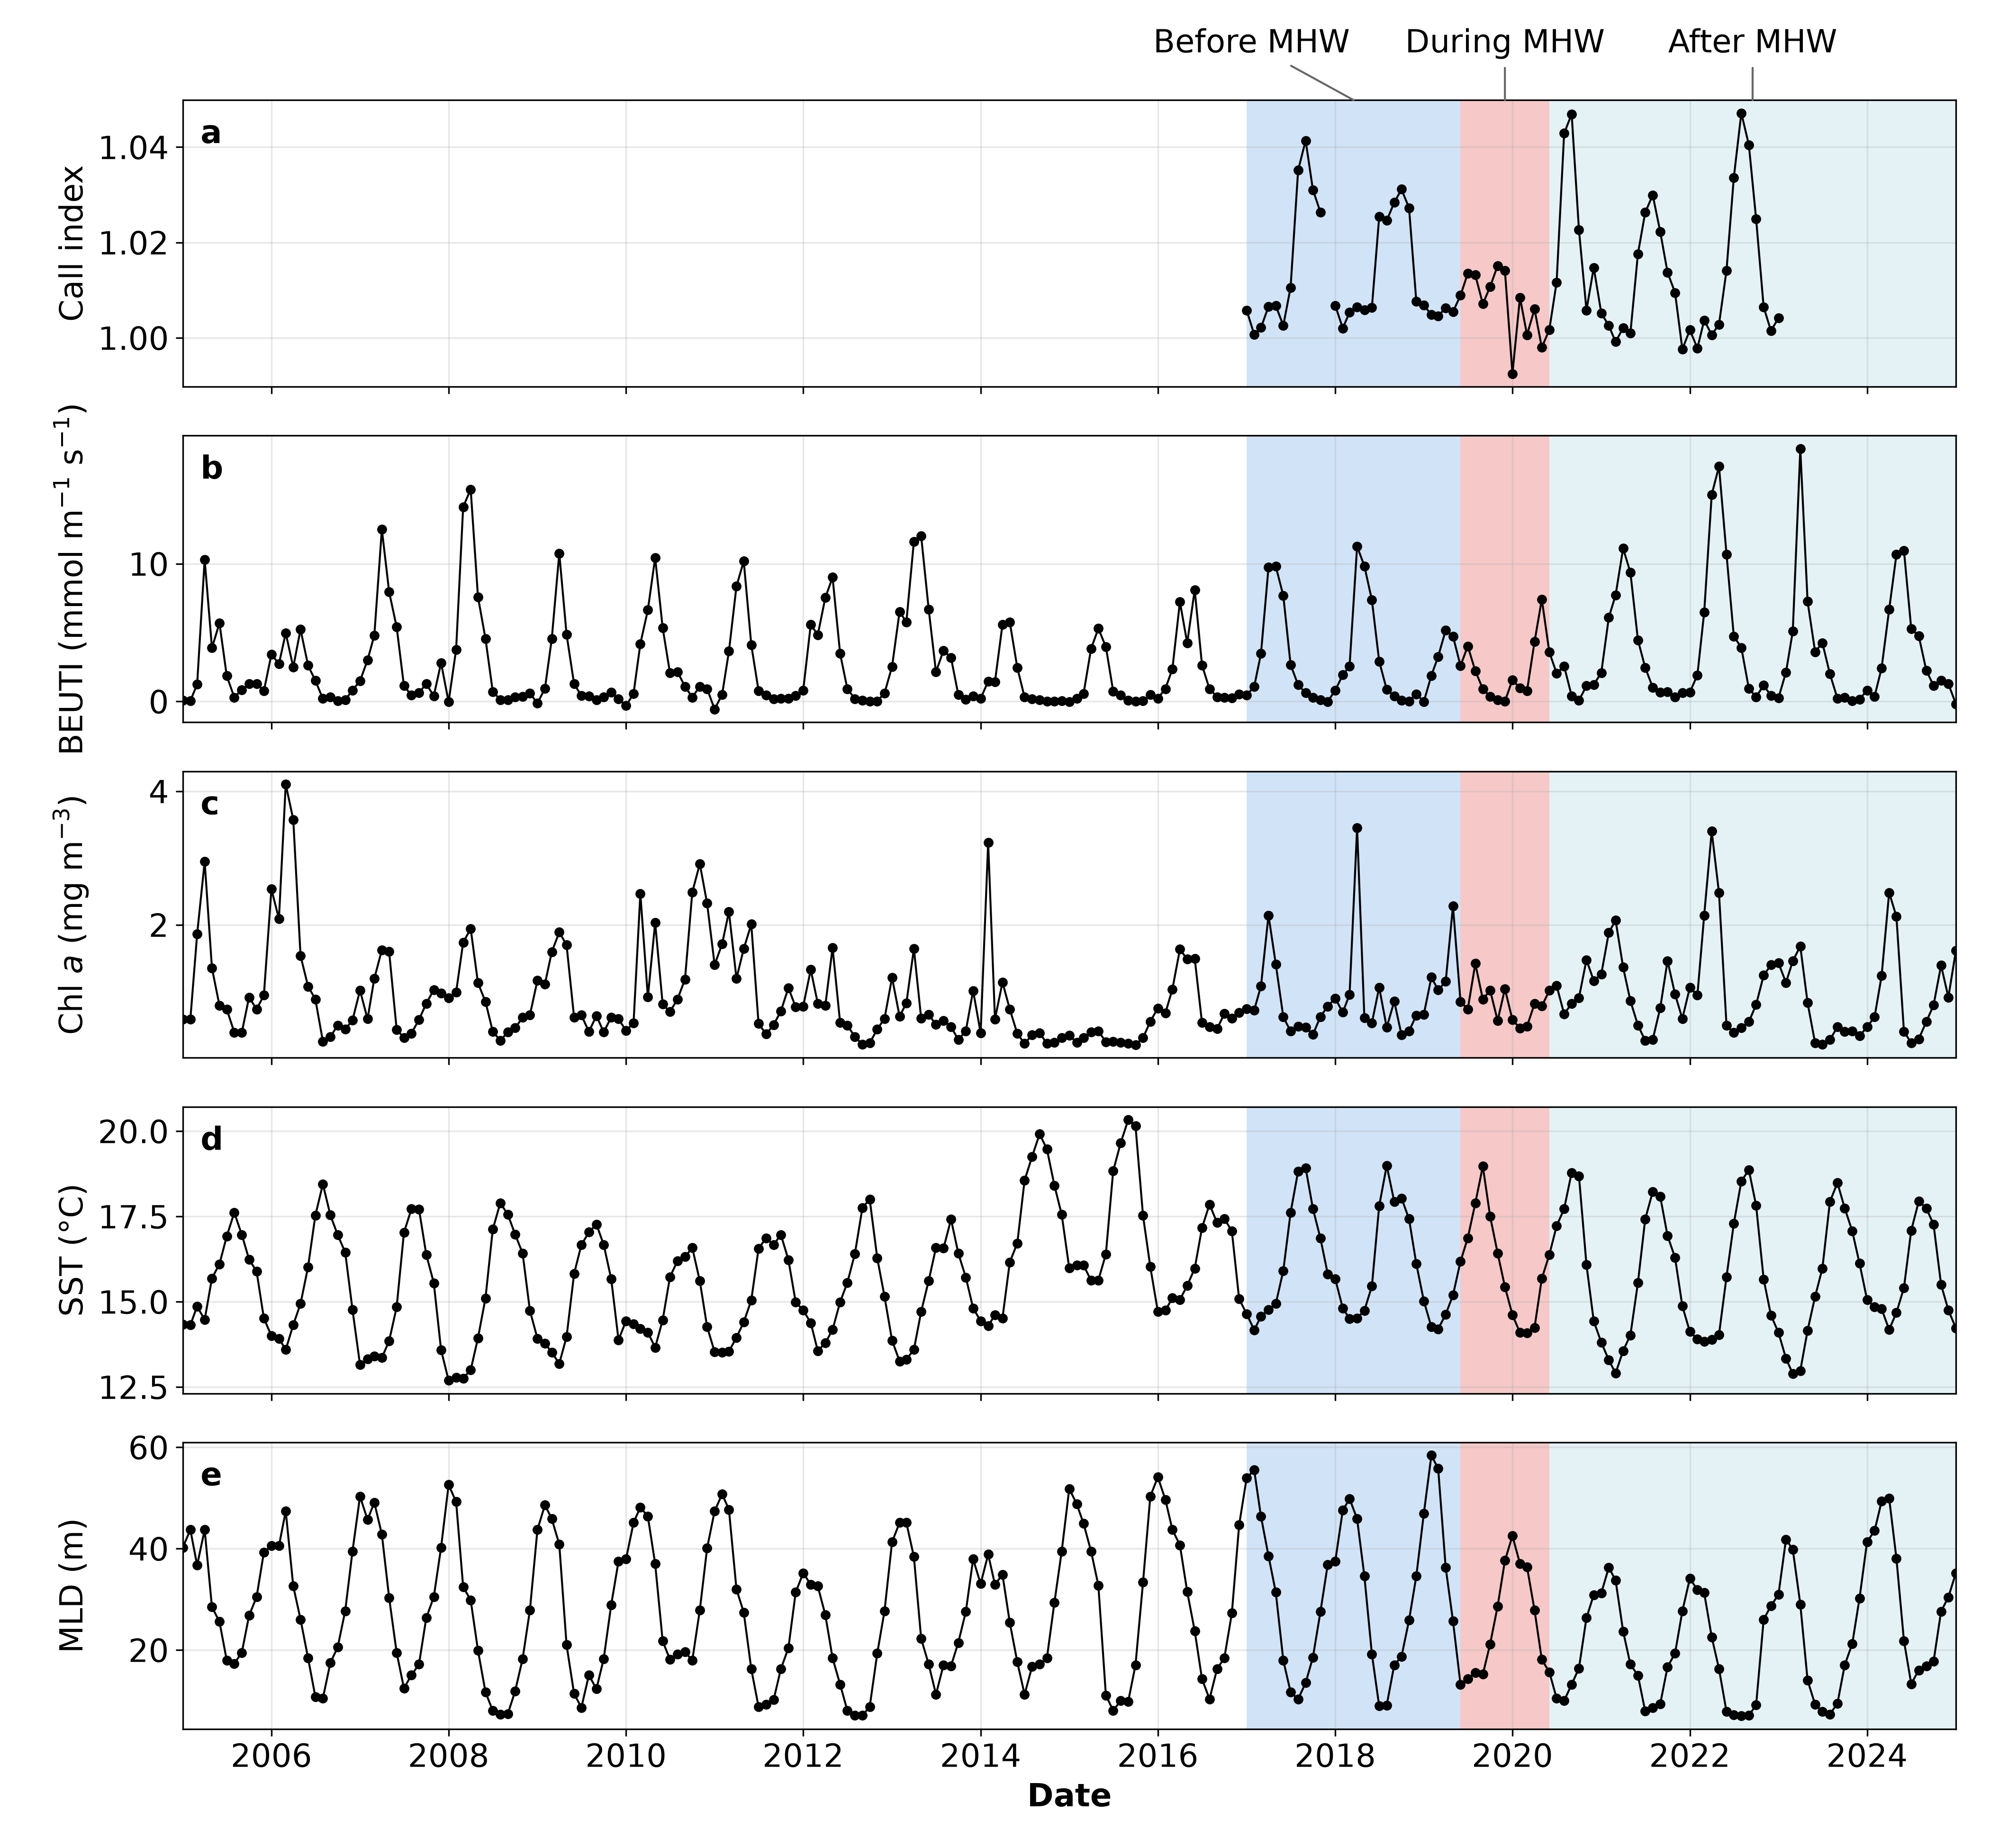 Before MHW During MHW After MHW
a
Call index
1.04
1.02
1.00
b
BEUTI (mmol m⁻¹ s⁻¹)
10
0
c
Chl a (mg m⁻³)
4
2
d
SST (°C)
20.0
17.5
15.0
12.5
e
MLD (m)
60
40
20
2006 2008 2010 2012 2014 2016 2018 2020 2022 2024
Date